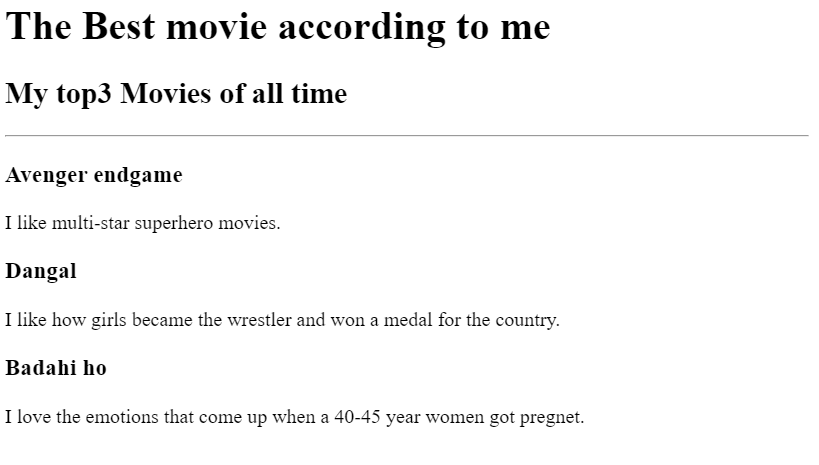 The Best movie according to me
My top3 Movies of all time
Avenger endgame
I like multi-star superhero movies.
Dangal
I like how girls became the wrestler and won a medal for the country.
Badahi ho
I love the emotions that come up when a 40-45 year women got pregnet.